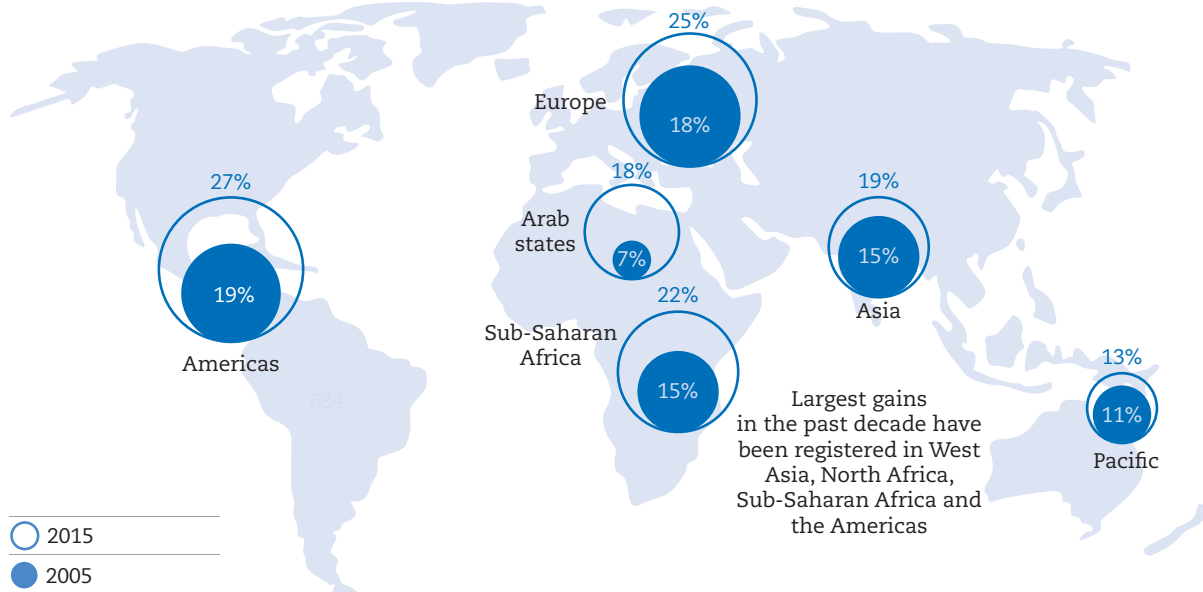 25%
Europe
18%
27%
19%
Americas
18%
Arab
states
7%
19%
15%
Asia
22%
Sub-Saharan
Africa
15%
634
13%
11%
Pacific
Largest gains
in the past decade have
been registered in West
Asia, North Africa,
Sub-Saharan Africa and
the Americas
2015
2005